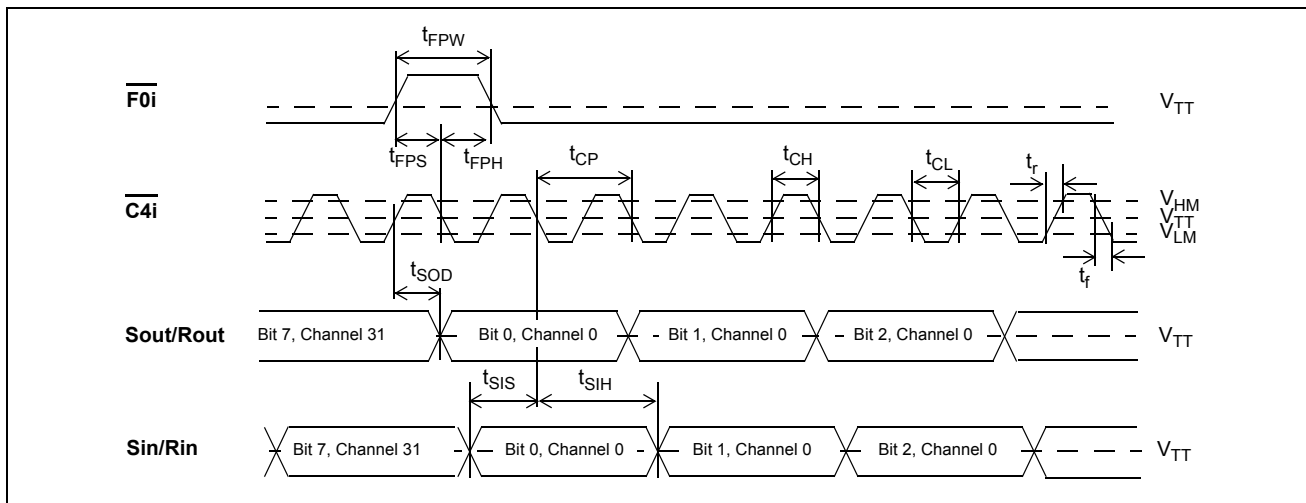 tFPW
F0i
VTT
tFPS
tFPH
tCP
tCH
tCL
tr
C4i
VHM
VTT
VLM
tSOD
tf
Sout/Rout
Bit 7, Channel 31
Bit 0, Channel 0
Bit 1, Channel 0
Bit 2, Channel 0
VTT
tSIS
tSIH
Sin/Rin
Bit 7, Channel 31
Bit 0, Channel 0
Bit 1, Channel 0
Bit 2, Channel 0
VTT